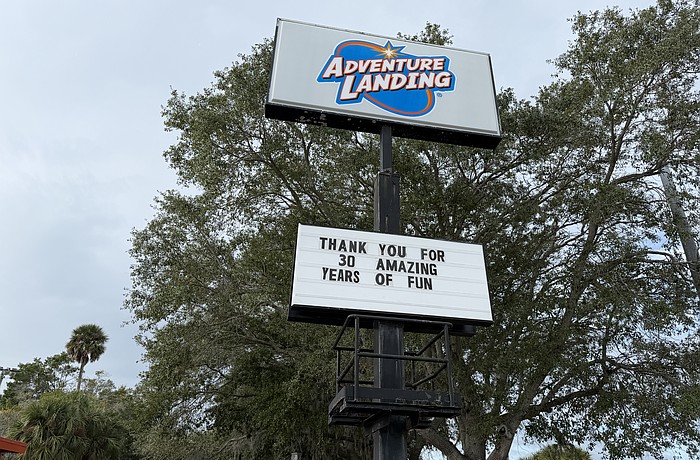 ADVENTURE
LANDING®
THANK YOU FOR
30 AMAZING
YEARS OF FUN